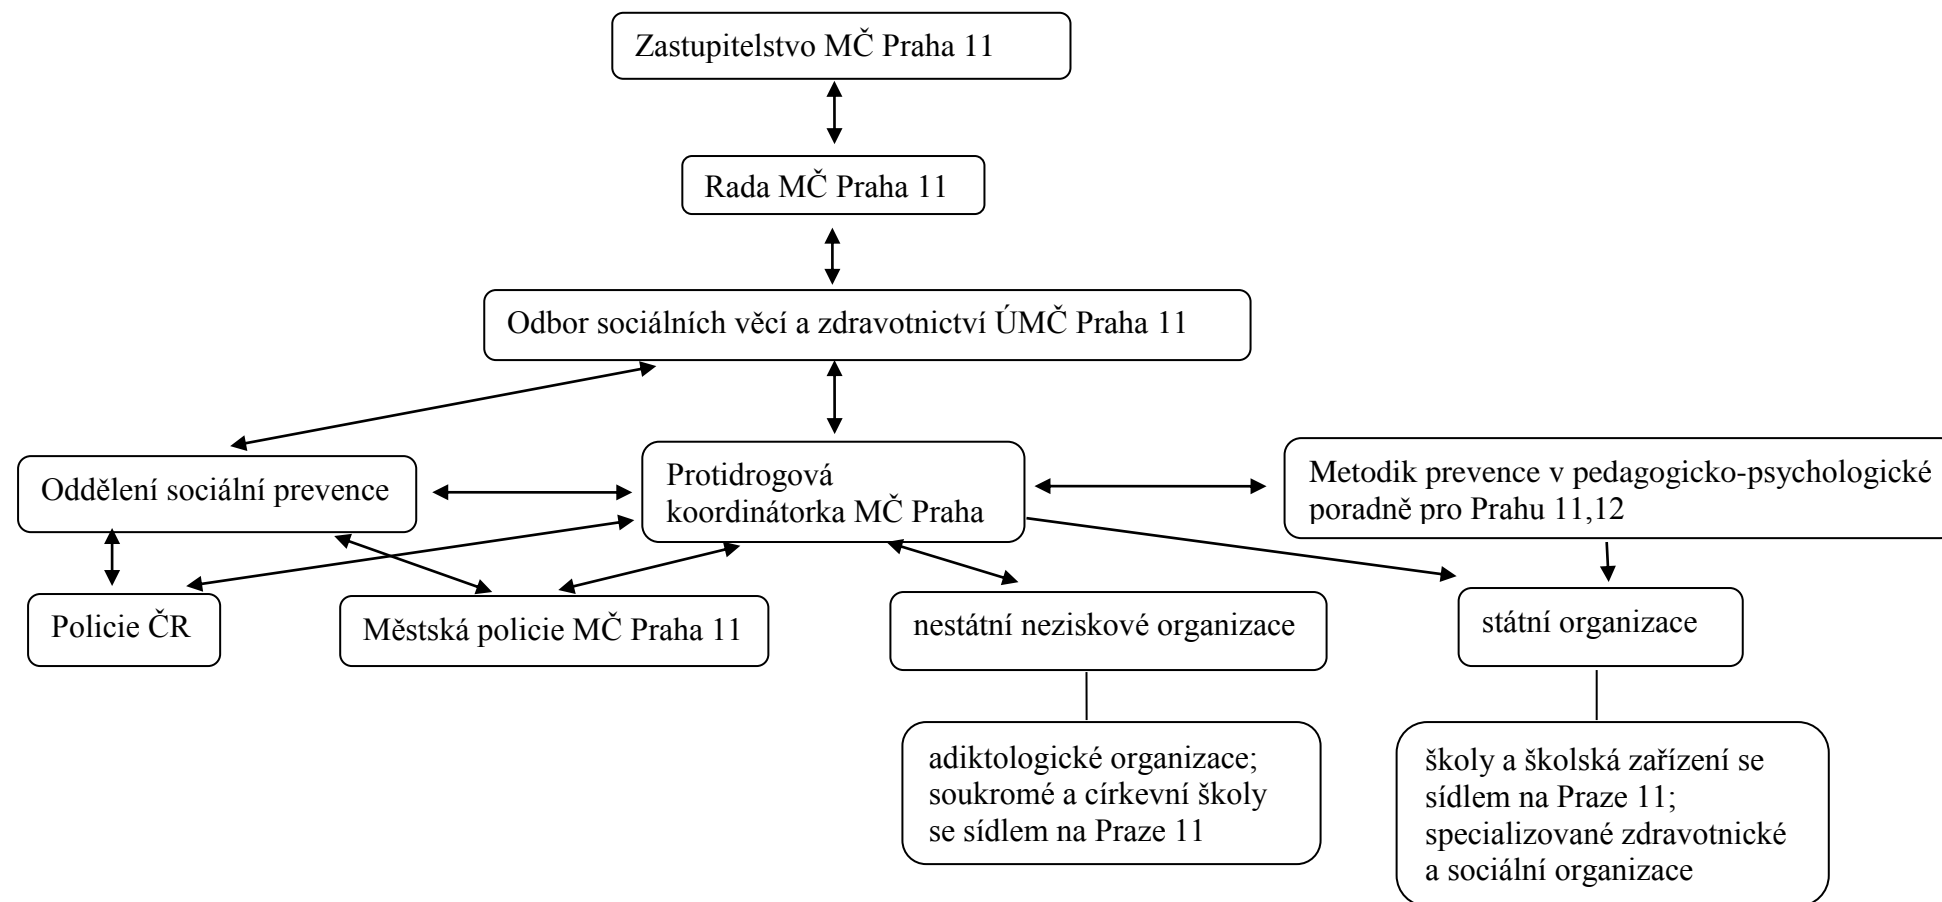 Zastupitelstvo MČ Praha 11
Rada MČ Praha 11
Odbor sociálních věcí a zdravotnictví ÚMČ Praha 11
Oddělení sociální prevence
Protidrogová
koordinátorka MČ Praha
Metodik prevence v pedagogicko-psychologické
poradně pro Prahu 11,12
Policie ČR
Městská policie MČ Praha 11
nestátní neziskové organizace
státní organizace
adiktologické organizace;
soukromé a církevní školy
se sídlem na Praze 11
školy a školská zařízení se
sídlem na Praze 11;
specializované zdravotnické
a sociální organizace